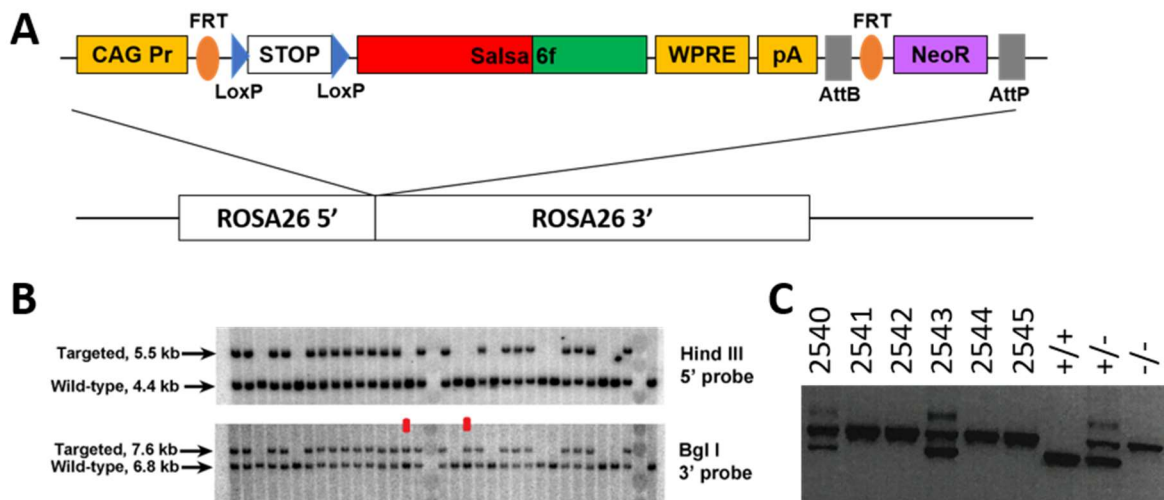 A
FRT
FRT
CAG Pr
STOP
Salsa 6f
WPRE
pA
NeoR
LoxP
LoxP
AttB
AttP
ROSA26 5’
ROSA26 3’
B
Targeted, 5.5 kb
Wild-type, 4.4 kb
Hind III
5' probe
Targeted, 7.6 kb
Wild-type, 6.8 kb
Bgl I
3' probe
C
2540
2541
2542
2543
2544
2545
+/+
+/-
-/-